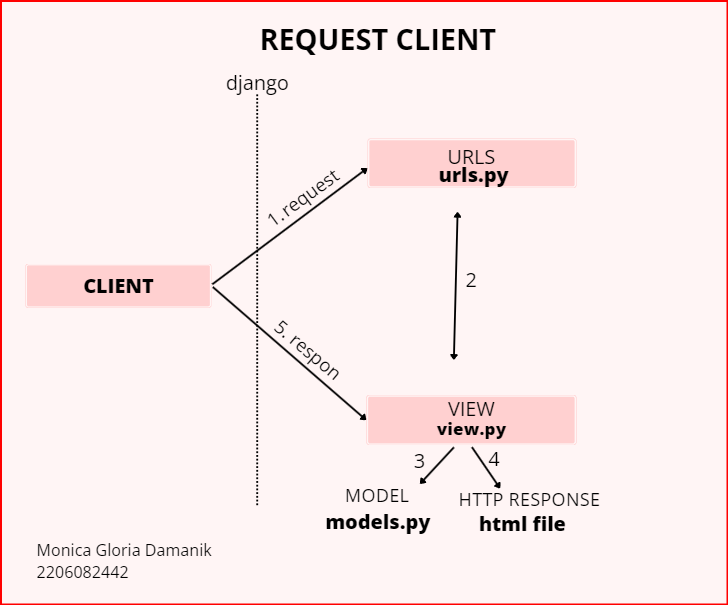 REQUEST CLIENT
django
URLS
urls.py
1. request
2
CLIENT
5. respon
VIEW
view.py
3
4
MODEL
models.py
HTTP RESPONSE
html file
Monica Gloria Damanik
2206082442